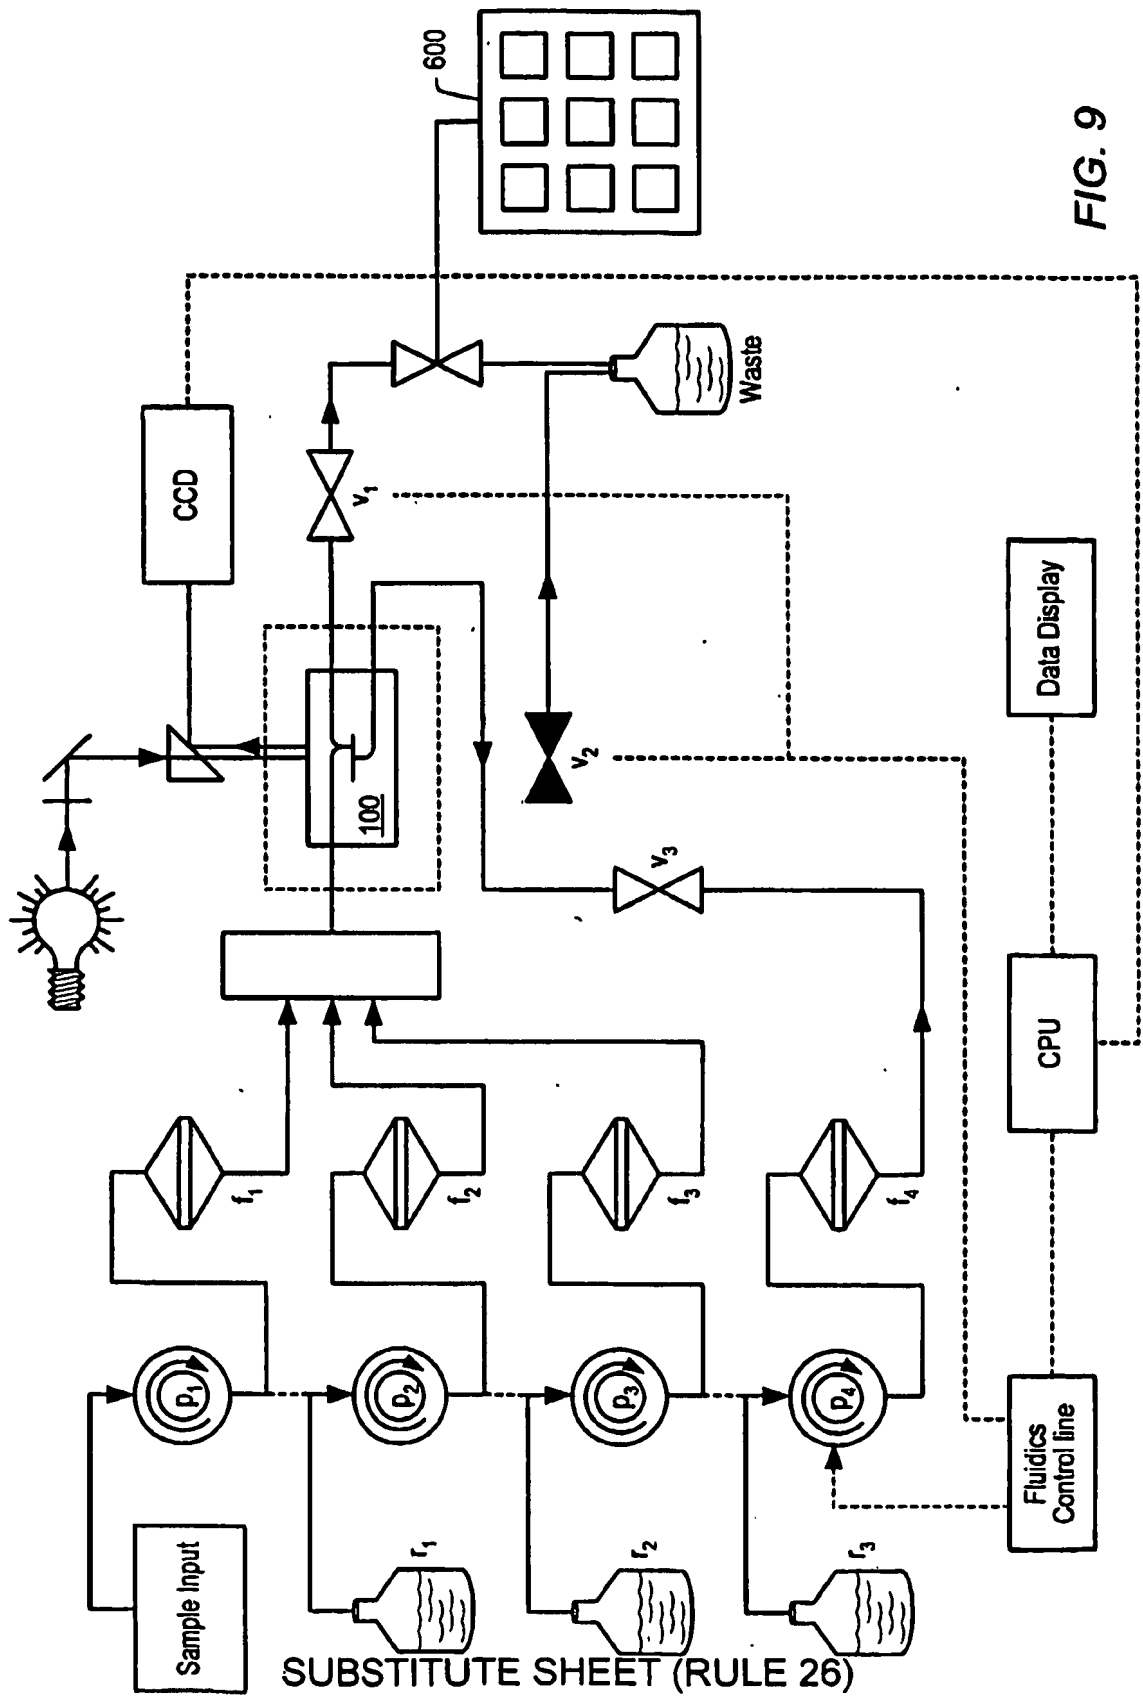 600
CCD
v1
Waste
100
v2
v3
Data Display
CPU
f1
f2
f3
f4
p1
p2
p3
p4
Fluidics
Control line
Sample Input
r1
r2
r3
FIG. 9
SUBSTITUTE SHEET (RULE 26)